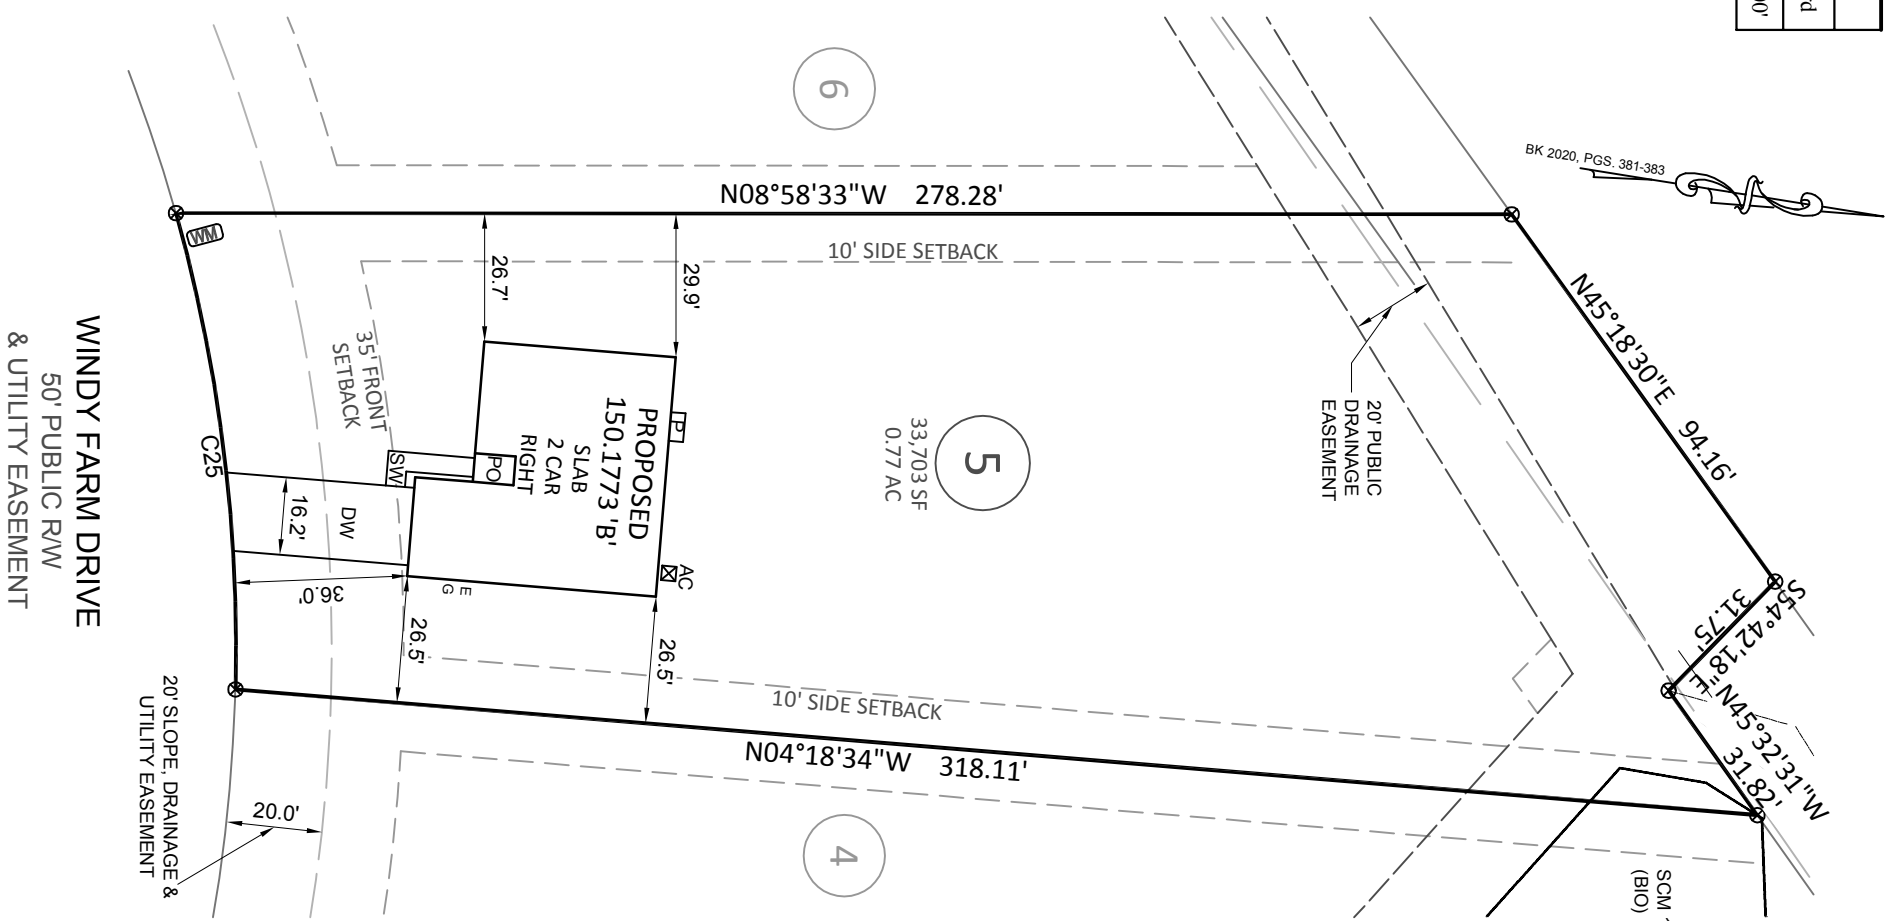 00'
rd
6
BK 2020, PGS. 381-383
N08°58'33"W 278.28'
10' SIDE SETBACK
WM
26.7'
29.9'
N45°18'30"E 94.16'
20' PUBLIC
DRAINAGE
EASEMENT
35' FRONT
SETBACK
PROPOSED
150.1773 'B'
SLAB
2 CAR
RIGHT
P
PO
SW
AC
E
G
5
33,703 SF
0.77 AC
C25
DW
16.2'
36.0'
26.5'
26.5'
S54°42'18"E
31.75'
N45°32'31"W
31.82'
10' SIDE SETBACK
N04°18'34"W 318.11'
WINDY FARM DRIVE
50' PUBLIC R/W
& UTILITY EASEMENT
20' SLOPE, DRAINAGE &
UTILITY EASEMENT
20.0'
4
SCM
(BIO)